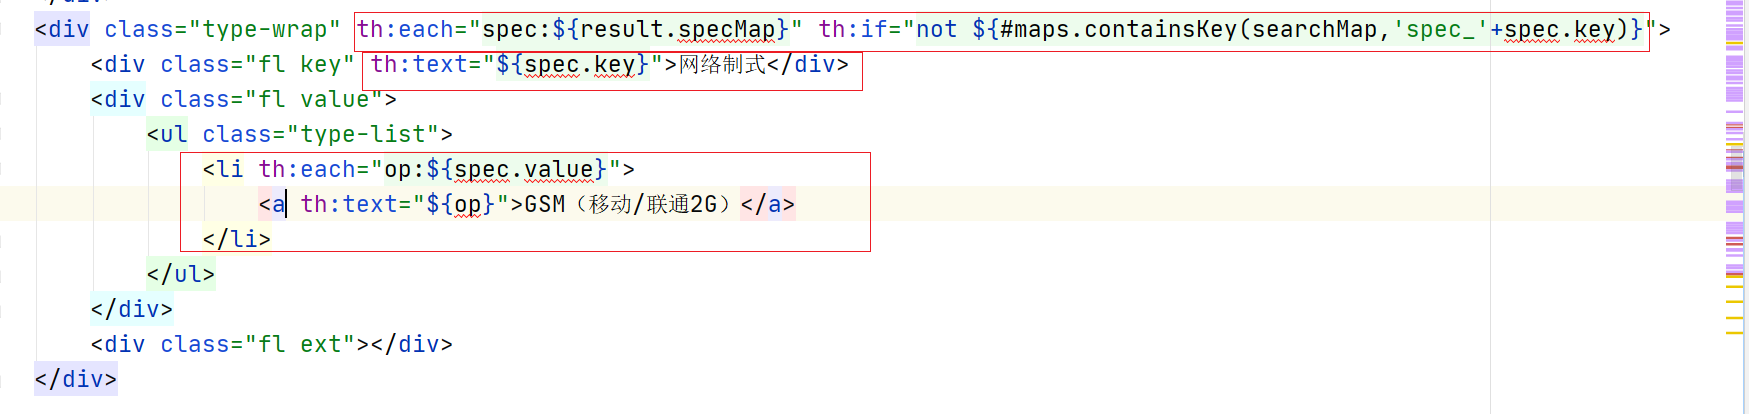 <div class="type-wrap" th:each="spec:${result.specMap}" th:if="not ${#maps.containsKey(searchMap,'spec_'+spec.key)}">
<div class="fl key" th:text="${spec.key}">网络制式</div>
<div class="fl value">
<ul class="type-list">
<li th:each="op:${spec.value}">
<a th:text="${op}">GSM（移动/联通2G）</a>
</li>
</ul>
</div>
<div class="fl ext"></div>
</div>